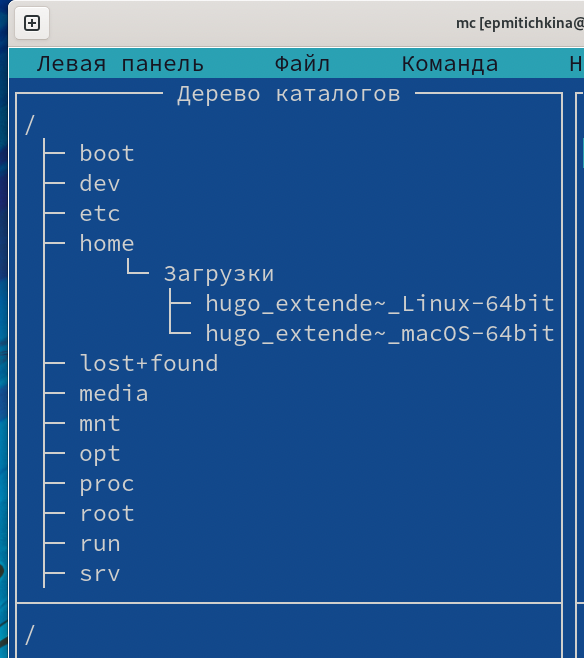 mc [epmitichkina@
Левая панель Файл Команда Н
Дерево каталогов
/
boot
dev
etc
home
Загрузки
hugo_extende~_Linux-64bit
hugo_extende~_macOS-64bit
lost+found
media
mnt
opt
proc
root
run
srv
/